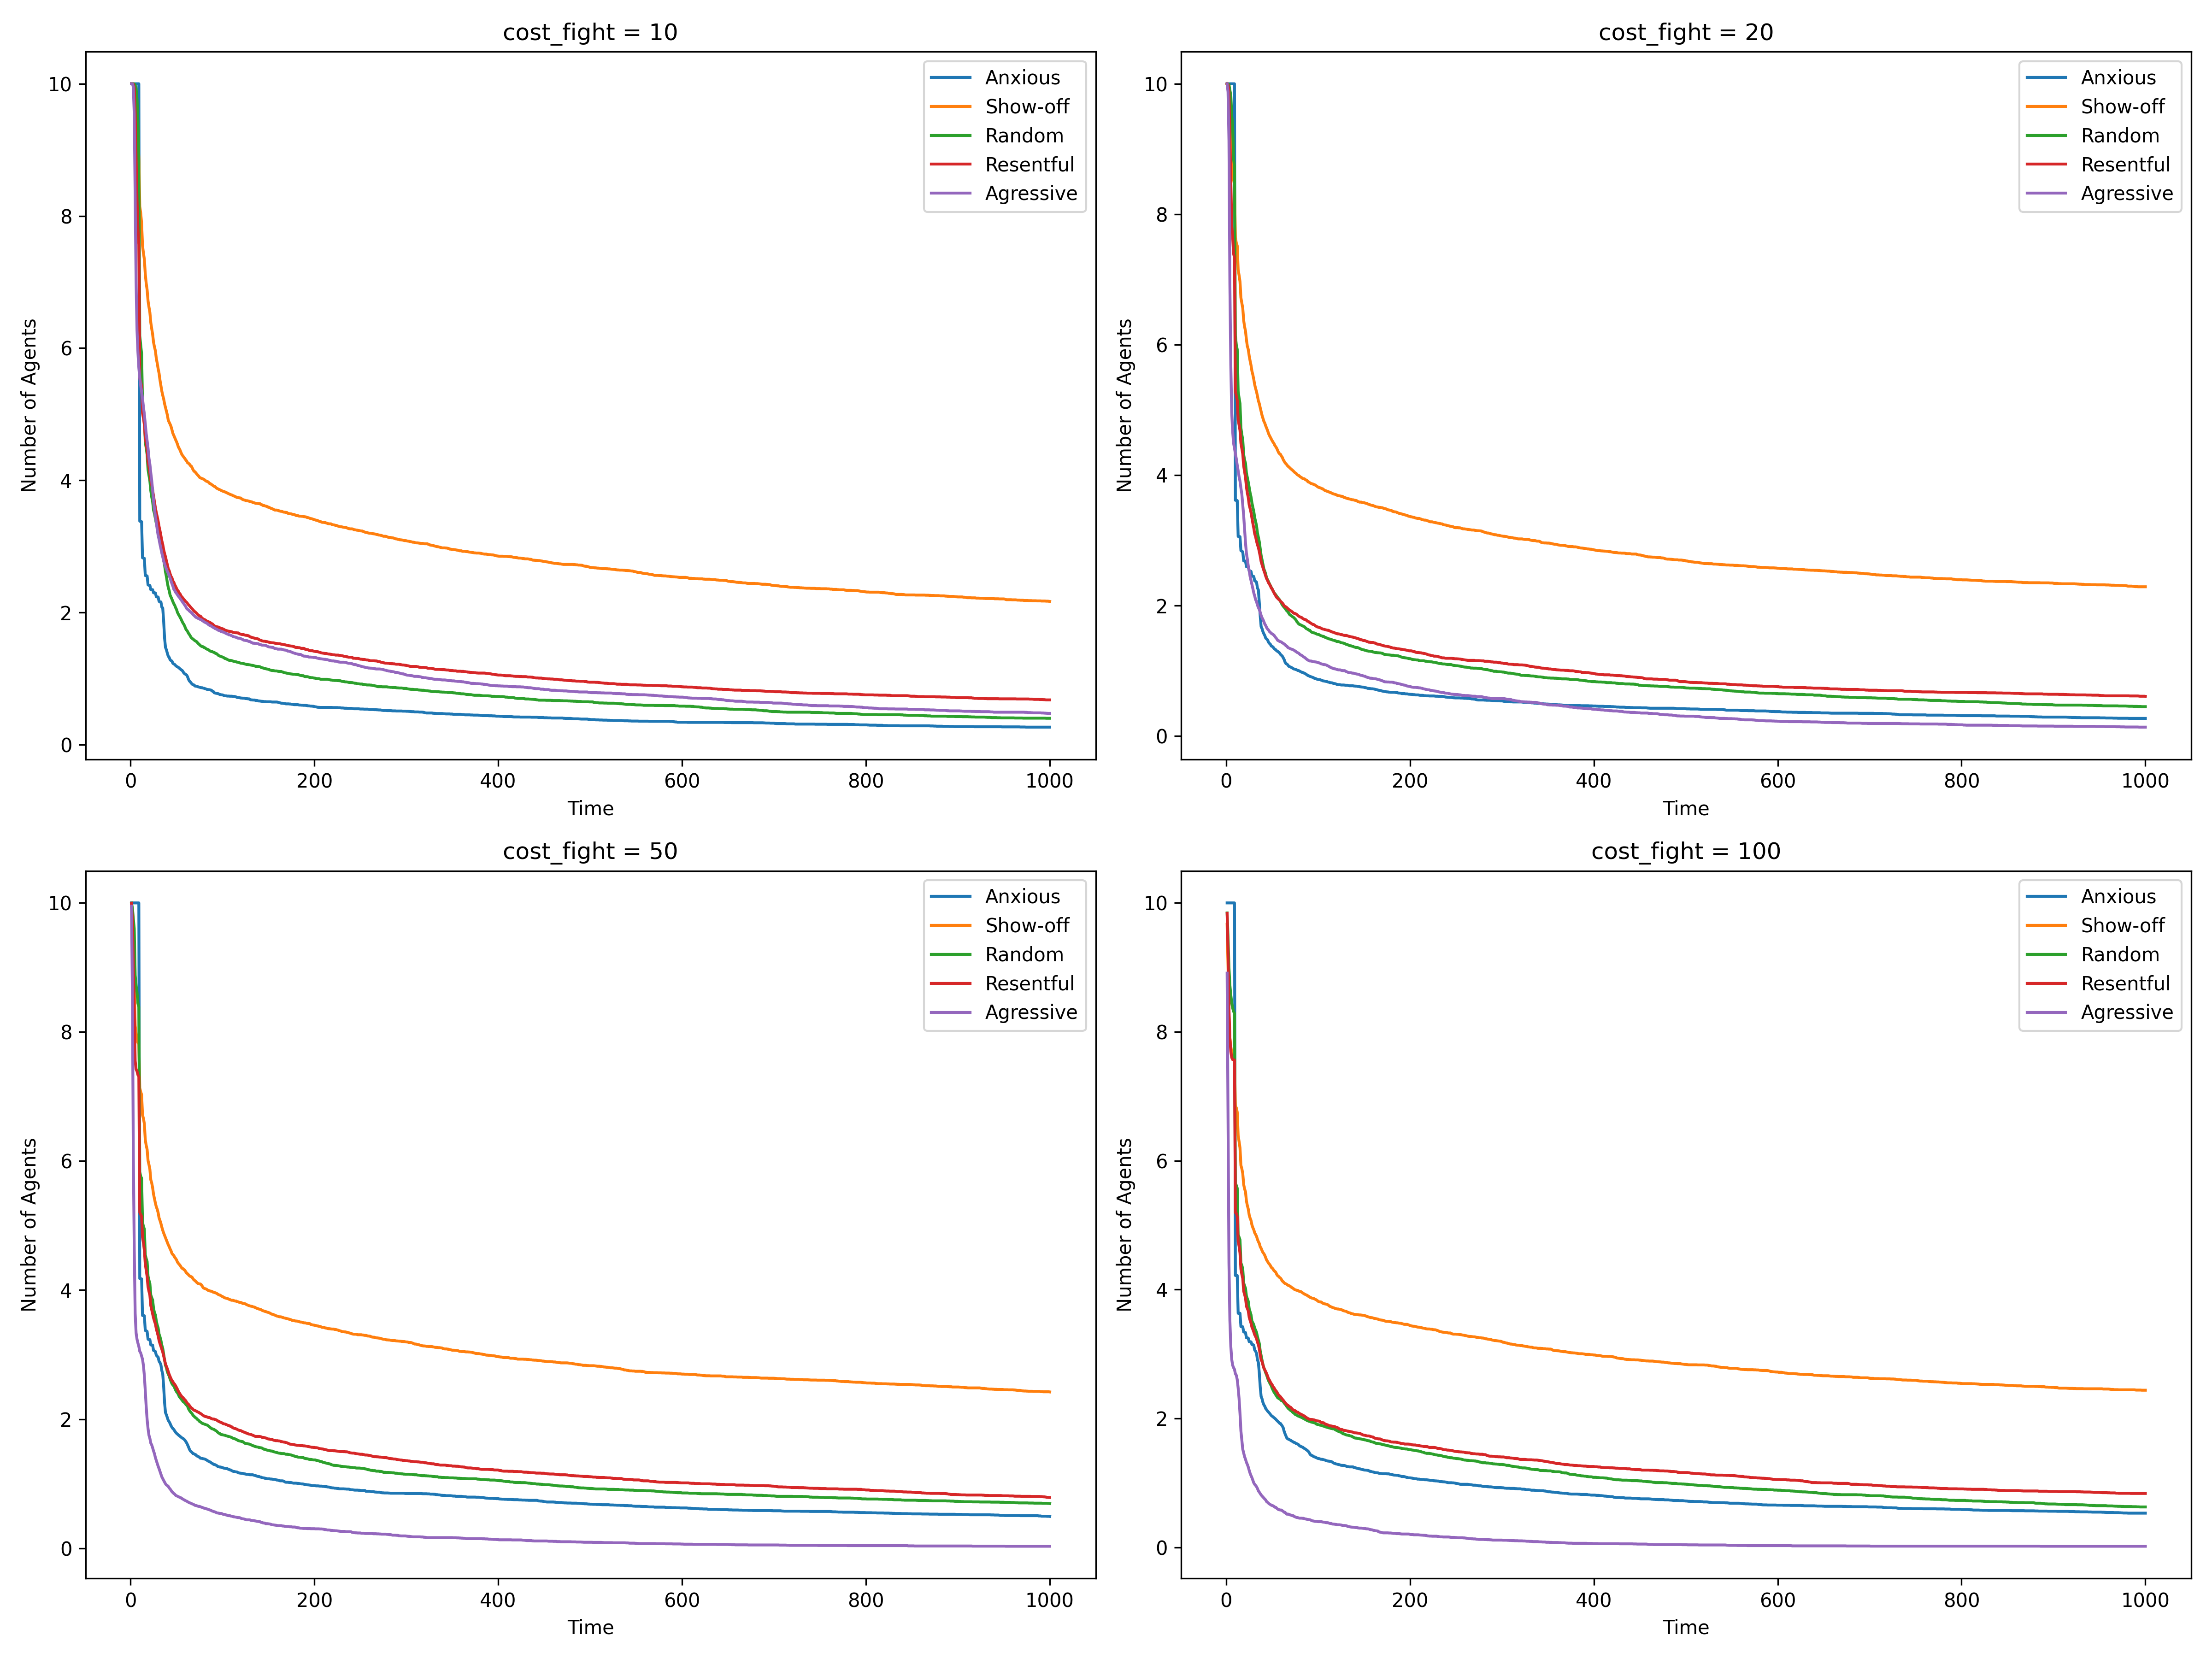 cost_fight = 10
10
8
6
4
2
0
Number of Agents
Anxious
Show-off
Random
Resentful
Agressive
0 200 400 600 800 1000
Time
cost_fight = 20
10
8
6
4
2
0
Number of Agents
Anxious
Show-off
Random
Resentful
Agressive
0 200 400 600 800 1000
Time
cost_fight = 50
10
8
6
4
2
0
Number of Agents
Anxious
Show-off
Random
Resentful
Agressive
0 200 400 600 800 1000
Time
cost_fight = 100
10
8
6
4
2
0
Number of Agents
Anxious
Show-off
Random
Resentful
Agressive
0 200 400 600 800 1000
Time